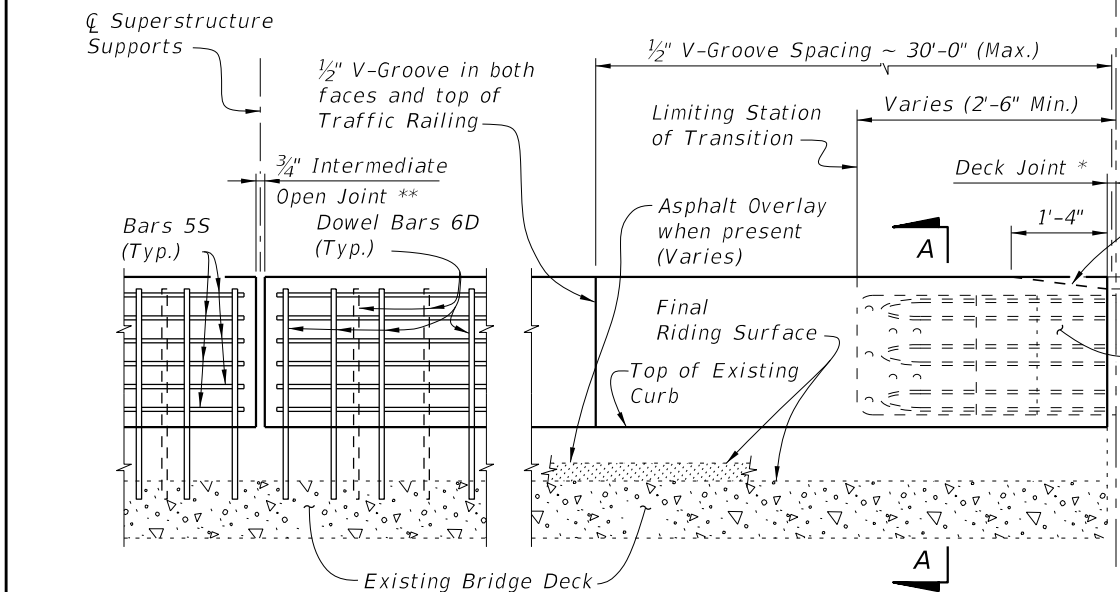 ℄ Superstructure
Supports
½" V-Groove in both
faces and top of
Traffic Railing
½" V-Groove Spacing ~ 30'-0" (Max.)
Limiting Station
of Transition
Varies (2'-6" Min.)
¾" Intermediate
Open Joint **
Deck Joint *
Bars 5S
(Typ.)
Dowel Bars 6D
(Typ.)
Asphalt Overlay
when present
(Varies)
A
1'-4"
Final
Riding Surface
Top of Existing
Curb
A
Existing Bridge Deck